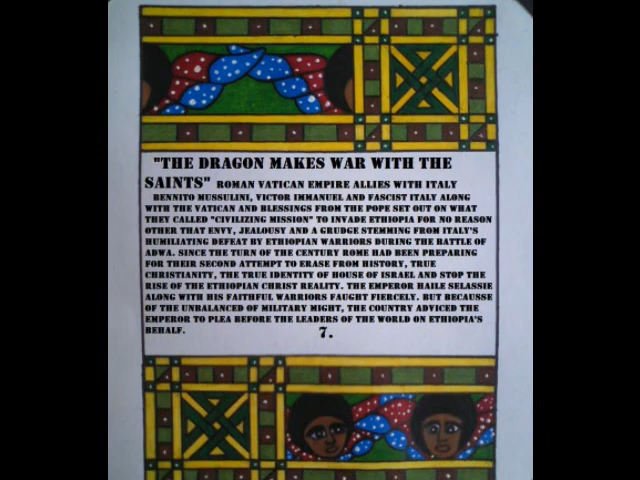 "THE DRAGON MAKES WAR WITH THE
SAINTS" ROMAN VATICAN EMPIRE ALLIES WITH ITALY
BENNITO MUSSULINI, VICTOR IMMANUEL AND FASCIST ITALY ALONG
WITH THE VATICAN AND BLESSINGS FROM THE POPE SET OUT ON WHAT
THEY CALLED "CIVILIZING MISSION" TO INVADE ETHIOPIA FOR NO REASON
OTHER THAT ENVY, JEALOUSY AND A GRUDGE STEMMING FROM ITALY'S
HUMILIATING DEFEAT BY ETHIOPIAN WARRIORS DURING THE BATTLE OF
ADWA. SINCE THE TURN OF THE CENTURY ROME HAD BEEN PREPARING
FOR THEIR SECOND ATTEMPT TO ERASE FROM HISTORY, TRUE
CHRISTIANITY, THE TRUE IDENTITY OF HOUSE OF ISRAEL AND STOP THE
RISE OF THE ETHIOPIAN CHRIST REALITY. THE EMPEROR HAILE SELASSIE
ALONG WITH HIS FAITHFUL WARRIORS FAUGHT FIERCELY. BUT BECAUSSE
OF THE UNBALANCED OF MILITARY MIGHT, THE COUNTRY ADVICED THE
EMPEROR TO PLEA BEFORE THE LEADERS OF THE WORLD ON ETHIOPIA'S
BEHALF. 7.